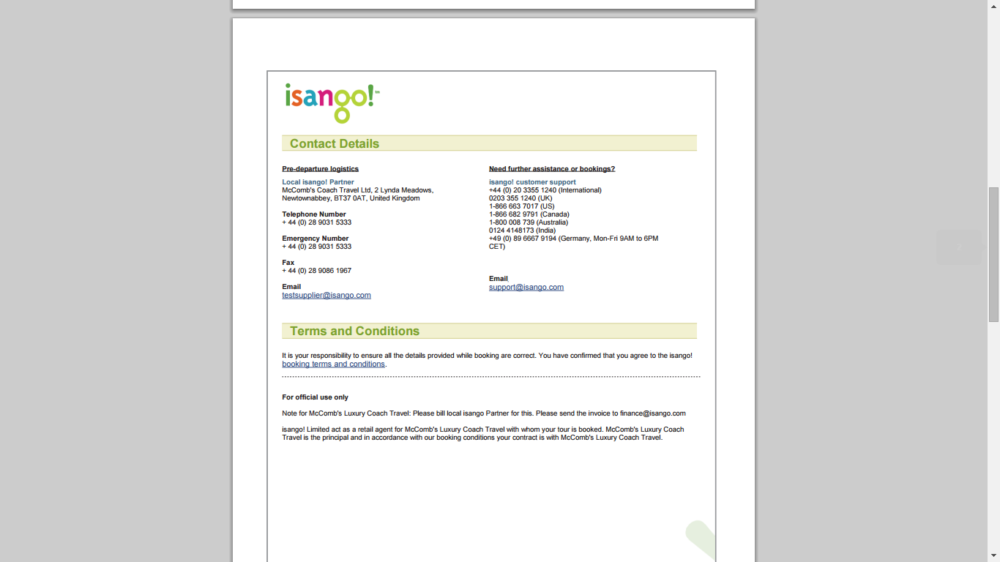 isango!™
Contact Details
Pre-departure logistics
Local isango! Partner
McComb's Coach Travel Ltd, 2 Lynda Meadows,
Newtownabbey, BT37 0AT, United Kingdom
Telephone Number
+ 44 (0) 28 9031 5333
Emergency Number
+ 44 (0) 28 9031 5333
Fax
+ 44 (0) 28 9086 1967
Email
testsupplier@isango.com
Need further assistance or bookings?
isango! customer support
+44 (0) 20 3355 1240 (International)
0203 355 1240 (UK)
1-866 663 7017 (US)
1-866 682 9791 (Canada)
1-800 008 739 (Australia)
0124 4148173 (India)
+49 (0) 89 6667 9194 (Germany, Mon-Fri 9AM to 6PM
CET)
Email
support@isango.com
Terms and Conditions
It is your responsibility to ensure all the details provided while booking are correct. You have confirmed that you agree to the isango!
booking terms and conditions.
For official use only
Note for McComb's Luxury Coach Travel: Please bill local isango Partner for this. Please send the invoice to finance@isango.com
isango! Limited act as a retail agent for McComb's Luxury Coach Travel with whom your tour is booked. McComb's Luxury Coach
Travel is the principal and in accordance with our booking conditions your contract is with McComb's Luxury Coach Travel.